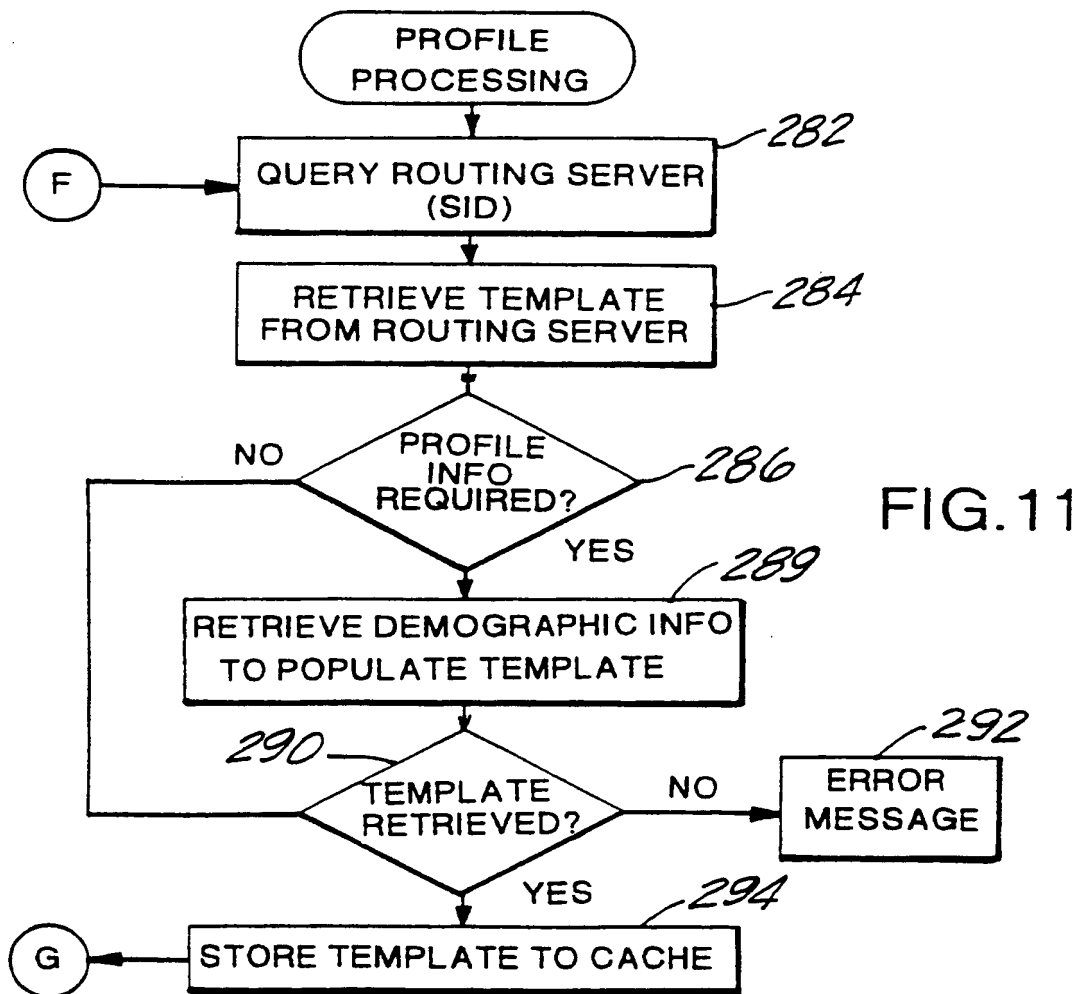 PROFILE
PROCESSING
282
F
QUERY ROUTING SERVER
(SID)
284
RETRIEVE TEMPLATE
FROM ROUTING SERVER
NO
PROFILE
INFO
REQUIRED?
286
FIG.11
YES
289
RETRIEVE DEMOGRAPHIC INFO
TO POPULATE TEMPLATE
290
292
TEMPLATE
RETRIEVED?
NO
ERROR
MESSAGE
YES
294
G
STORE TEMPLATE TO CACHE